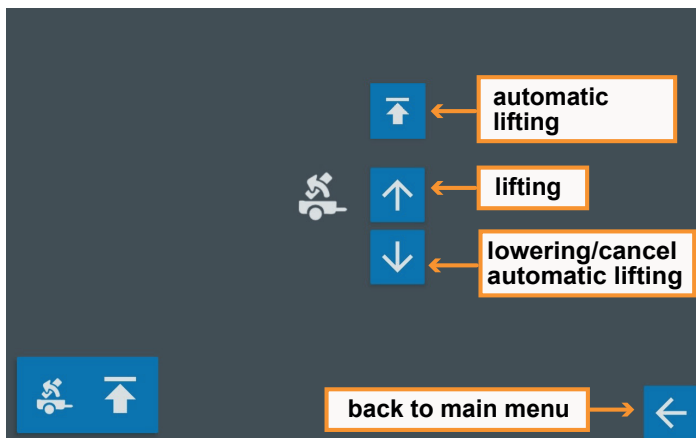 automatic
lifting
lifting
lowering/cancel
automatic lifting
back to main menu